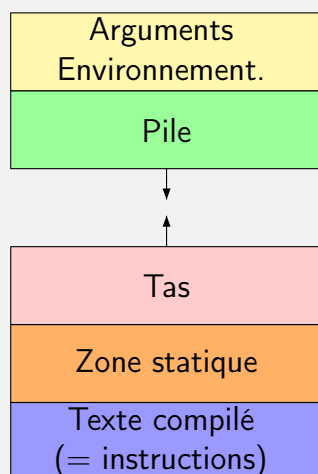 Arguments
Environnement.
Pile
Tas
Zone statique
Texte compilé
(= instructions)